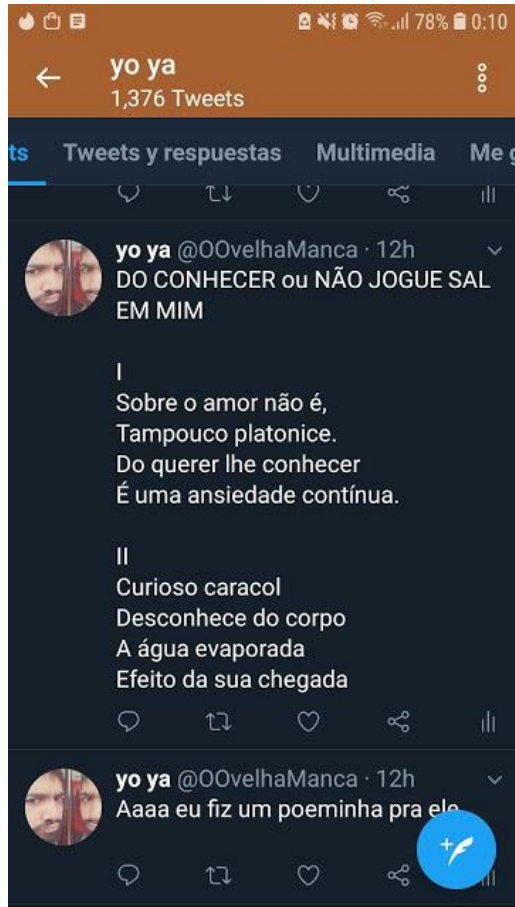 78% 0:10
yo ya
1,376 Tweets
ts Tweets y respuestas Multimedia Me g
yo ya @OOvelhaManca · 12h
DO CONHECER ou NÃO JOGUE SAL
EM MIM
I
Sobre o amor não é,
Tampouco platonice.
Do querer lhe conhecer
É uma ansiedade contínua.
II
Curioso caracol
Desconhece do corpo
A água evaporada
Efeito da sua chegada
yo ya @OOvelhaManca · 12h
Aaaa eu fiz um poeminha pra ele